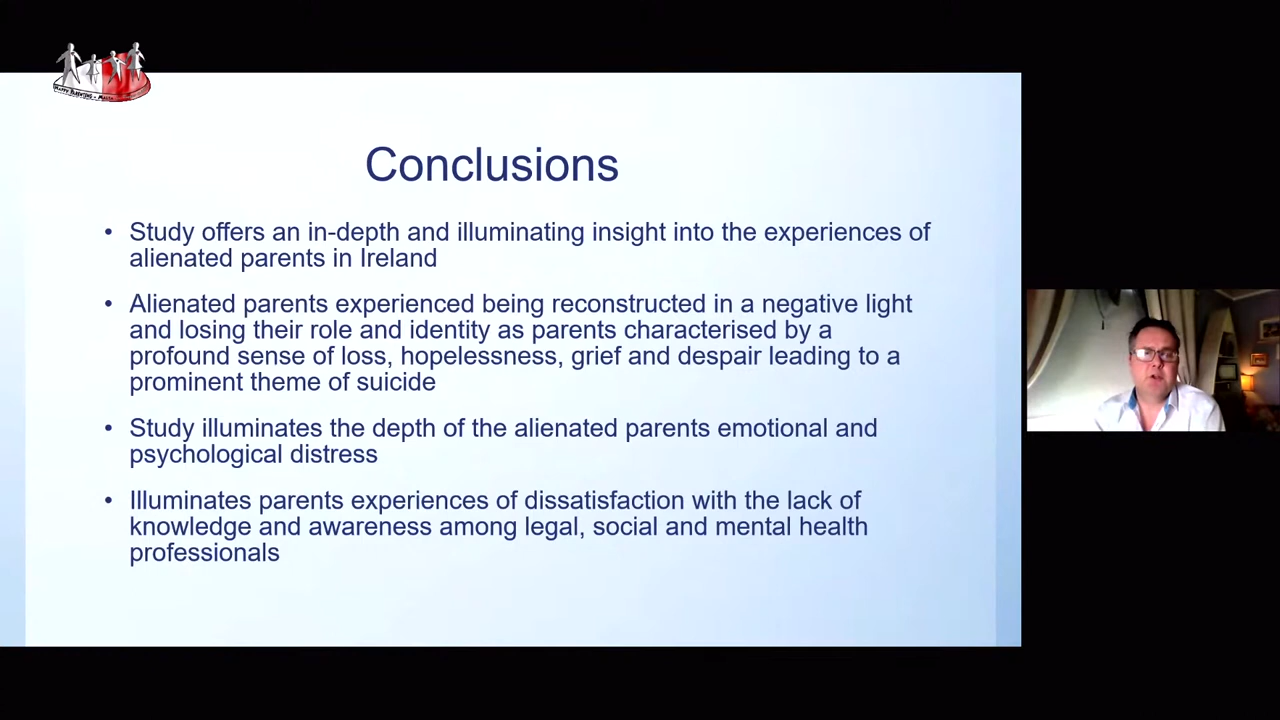 HAPPY PARENTING - MALTA
Conclusions
• Study offers an in-depth and illuminating insight into the experiences of
alienated parents in Ireland
• Alienated parents experienced being reconstructed in a negative light
and losing their role and identity as parents characterised by a
profound sense of loss, hopelessness, grief and despair leading to a
prominent theme of suicide
• Study illuminates the depth of the alienated parents emotional and
psychological distress
• Illuminates parents experiences of dissatisfaction with the lack of
knowledge and awareness among legal, social and mental health
professionals